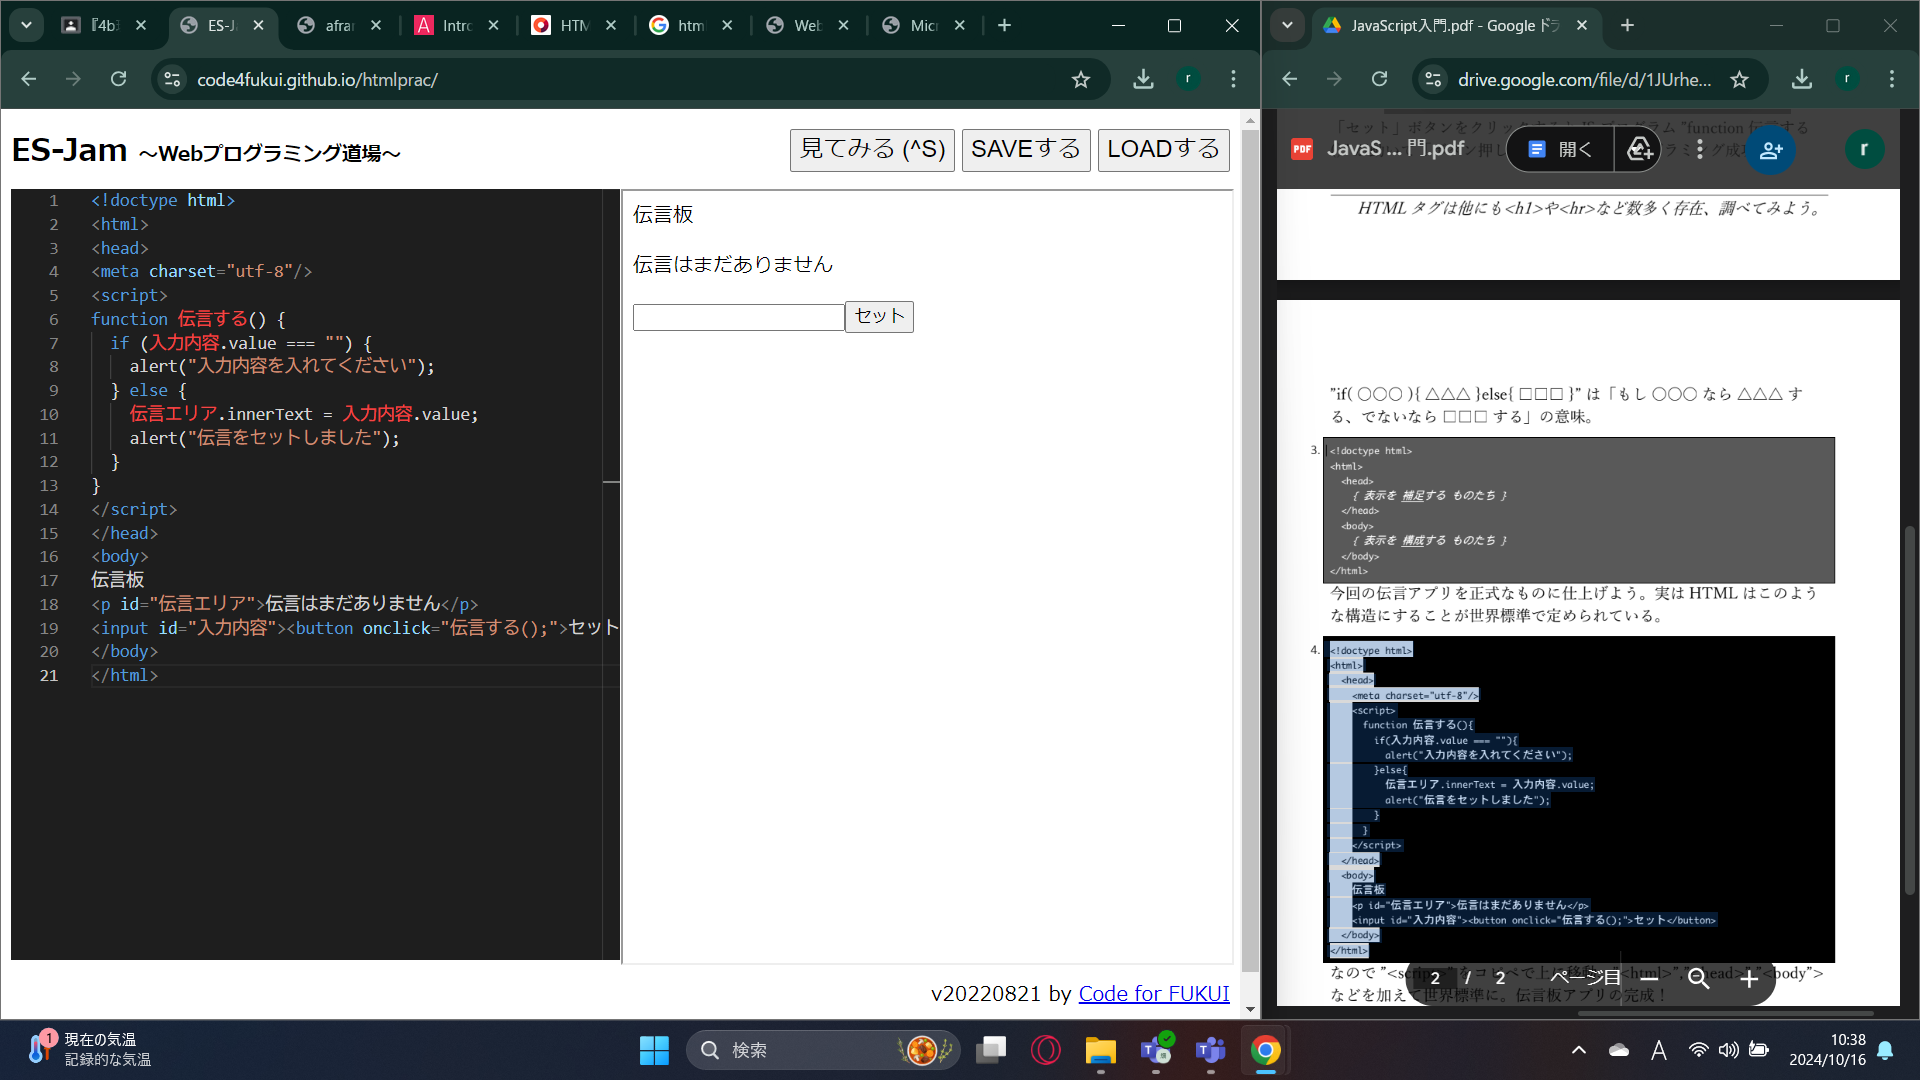 『4b
ES-J
afra
Intro
HTM
html
Web
Micr
JavaScript入門.pdf - Google ド
code4fukui.github.io/htmlprac/
r
drive.google.com/file/d/1JUrhe...
r
ES-Jam ～Webプログラミング道場～
見てみる (^S)
SAVEする
LOADする
1 <!doctype html>
2 <html>
3 <head>
4 <meta charset="utf-8"/>
5 <script>
6 function 伝言する() {
7 if (入力内容.value === "") {
8 alert("入力内容を入れてください");
9 } else {
10 伝言エリア.innerText = 入力内容.value;
11 alert("伝言をセットしました");
12 }
13 }
14 </script>
15 </head>
16 <body>
17 伝言板
18 <p id="伝言エリア">伝言はまだありません</p>
19 <input id="入力内容"><button onclick="伝言する();">セット
20 </body>
21 </html>
伝言板
伝言はまだありません
セット
v20220821 by Code for FUKUI
PDF
JavaS ... 門.pdf
開く
r
HTML タグは他にも<h1>や<hr>など数多く存在、調べてみよう。
"if( ○○○ ){ △△△ }else{ □□□ }" は「もし ○○○ なら △△△ す
る、でないなら □□□ する」の意味。
3. <!doctype html>
<html>
<head>
{ 表示を 補足する ものたち }
</head>
<body>
{ 表示を 構成する ものたち }
</body>
</html>
今回の伝言アプリを正式なものに仕上げよう。実は HTML はこのよう
な構造にすることが世界標準で定められている。
4. <!doctype html>
<html>
<head>
<meta charset="utf-8"/>
<script>
function 伝言する(){
if(入力内容.value === ""){
alert("入力内容を入れてください");
}else{
伝言エリア.innerText = 入力内容.value;
alert("伝言をセットしました");
}
}
</script>
</head>
<body>
伝言板
<p id="伝言エリア">伝言はまだありません</p>
<input id="入力内容"><button onclick="伝言する();">セット</button>
</body>
</html>
2 / 2 ページ目
などを加えて世界標準に。伝言板アプリの完成！
1
現在の気温
記録的な気温
検索
A
10:38
2024/10/16